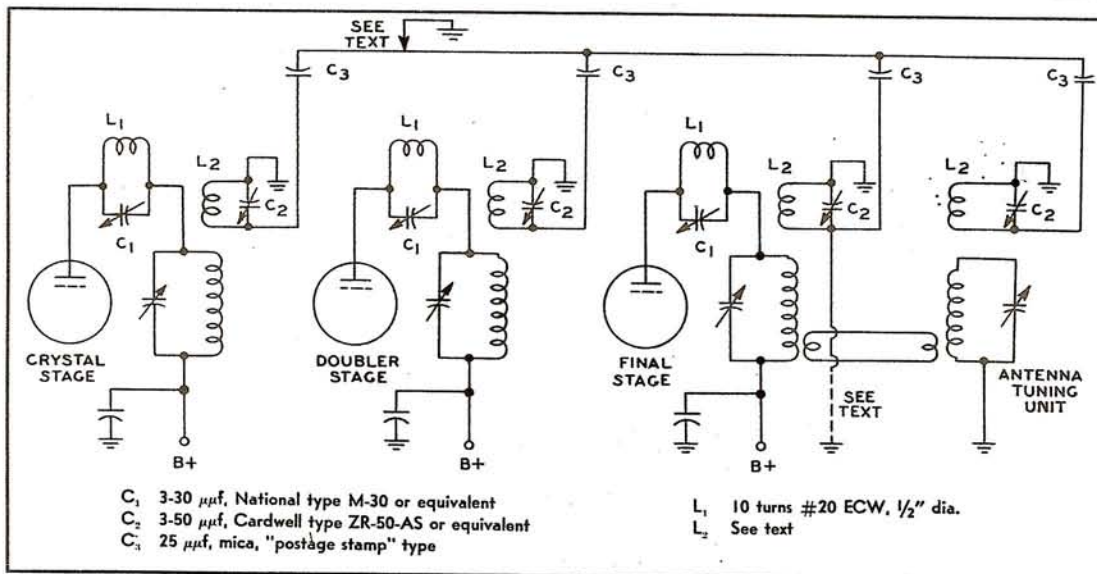 SEE
TEXT
C3
C3
C3
C3
L1
L1
L1
L2
L2
L2
L2
C2
C2
C2
C2
C1
C1
C1
CRYSTAL
STAGE
DOUBLER
STAGE
FINAL
STAGE
SEE
TEXT
ANTENNA
TUNING
UNIT
B+
B+
B+
C1 3-30 μμf, National type M-30 or equivalent
C2 3-50 μμf, Cardwell type ZR-50-AS or equivalent
C3 25 μμf, mica, "postage stamp" type
L1 10 turns #20 ECW, 1/2" dia.
L2 See text